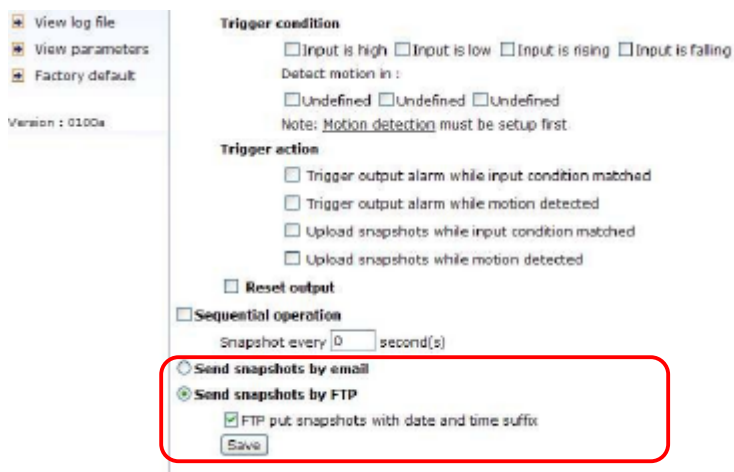 View log file
View parameters
Factory default
Version : 0100a
Trigger condition
Input is high Input is low Input is rising Input is falling
Detect motion in :
Undefined Undefined Undefined
Note: Motion detection must be setup first
Trigger action
Trigger output alarm while input condition matched
Trigger output alarm while motion detected
Upload snapshots while input condition matched
Upload snapshots while motion detected
Reset output
Sequential operation
Snapshot every 0 second(s)
Send snapshots by email
Send snapshots by FTP
FTP put snapshots with date and time suffix
Save